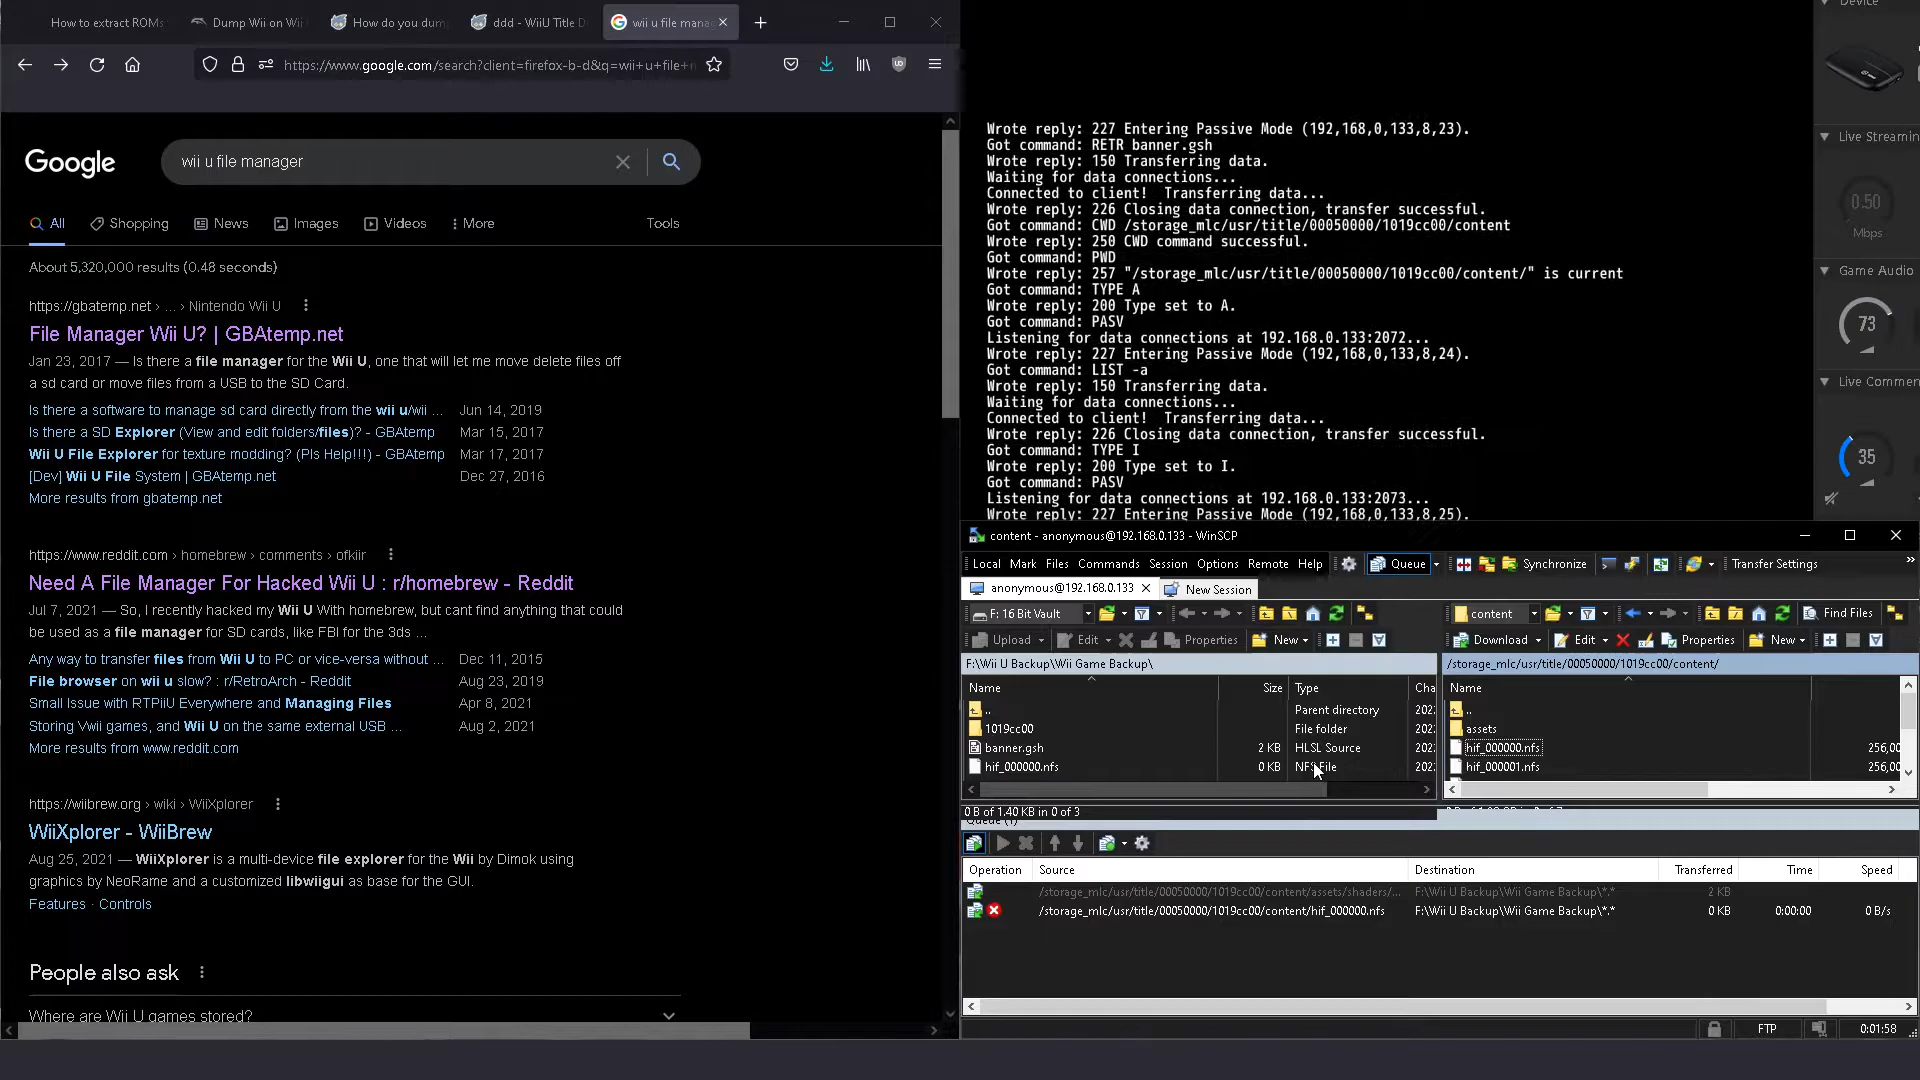 How to extract ROMs
Dump Wii on Wii
How do you dum
ddd - WiiU Title D
wii u file mana
https://www.google.com/search?client=firefox-b-d&q=wii+u+file+
Google
wii u file manager
All
Shopping
News
Images
Videos
More
Tools
About 5,320,000 results (0.48 seconds)
https://gbatemp.net › ... › Nintendo Wii U
File Manager Wii U? | GBAtemp.net
Jan 23, 2017 — Is there a file manager for the Wii U, one that will let me move delete files off
a sd card or move files from a USB to the SD Card.
Is there a software to manage sd card directly from the wii u/wii ... Jun 14, 2019
Is there a SD Explorer (View and edit folders/files)? - GBAtemp Mar 15, 2017
Wii U File Explorer for texture modding? (Pls Help!!!) - GBAtemp Mar 17, 2017
[Dev] Wii U File System | GBAtemp.net Dec 27, 2016
More results from gbatemp.net
https://www.reddit.com › homebrew › comments › ofkiir
Need A File Manager For Hacked Wii U : r/homebrew - Reddit
Jul 7, 2021 — So, I recently hacked my Wii U With homebrew, but cant find anything that could
be used as a file manager for SD cards, like FBI for the 3ds ...
Any way to transfer files from Wii U to PC or vice-versa without ... Dec 11, 2015
File browser on wii u slow? : r/RetroArch - Reddit Aug 23, 2019
Small Issue with RTPiiU Everywhere and Managing Files Apr 8, 2021
Storing Vwii games, and Wii U on the same external USB ... Aug 2, 2021
More results from www.reddit.com
https://wiibrew.org › wiki › WiiXplorer
WiiXplorer - WiiBrew
Aug 25, 2021 — WiiXplorer is a multi-device file explorer for the Wii by Dimok using
graphics by NeoRame and a customized libwiigui as base for the GUI.
Features · Controls
People also ask
Where are Wii U games stored?
Wrote reply: 227 Entering Passive Mode (192,168,0,133,8,23).
Got command: RETR banner.gsh
Wrote reply: 150 Transferring data.
Waiting for data connections...
Connected to client!  Transferring data...
Wrote reply: 226 Closing data connection, transfer successful.
Got command: CWD /storage_mlc/usr/title/00050000/1019cc00/content
Wrote reply: 250 CWD command successful.
Got command: PWD
Wrote reply: 257 "/storage_mlc/usr/title/00050000/1019cc00/content/" is current
Got command: TYPE A
Wrote reply: 200 Type set to A.
Got command: PASV
Listening for data connections at 192.168.0.133:2072...
Wrote reply: 227 Entering Passive Mode (192,168,0,133,8,24).
Got command: LIST -a
Wrote reply: 150 Transferring data.
Waiting for data connections...
Connected to client!  Transferring data...
Wrote reply: 226 Closing data connection, transfer successful.
Got command: TYPE I
Wrote reply: 200 Type set to I.
Got command: PASV
Listening for data connections at 192.168.0.133:2073...
Wrote reply: 227 Entering Passive Mode (192,168,0,133,8,25).
Device
Live Streamin
0.50
Mbps
Game Audio
73
Live Commen
35
content - anonymous@192.168.0.133 - WinSCP
Local Mark Files Commands Session Options Remote Help Queue Synchronize Transfer Settings
anonymous@192.168.0.133 New Session
F: 16 Bit Vault
content
Find Files
Upload Edit Properties New
Download Edit Properties New
F:\Wii U Backup\Wii Game Backup\
/storage_mlc/usr/title/00050000/1019cc00/content/
Name Size Type Cha
.. Parent directory 202
1019cc00 File folder 202
banner.gsh 2 KB HLSL Source 202
hif_000000.nfs 0 KB NFS File 202
0 B of 1.40 KB in 0 of 3
Name
..
assets
hif_000000.nfs 256,00
hif_000001.nfs 256,00
Operation Source Destination Transferred Time Speed
/storage_mlc/usr/title/00050000/1019cc00/content/assets/shaders/... F:\Wii U Backup\Wii Game Backup\*.* 2 KB
/storage_mlc/usr/title/00050000/1019cc00/content/hif_000000.nfs F:\Wii U Backup\Wii Game Backup\*.* 0 KB 0:00:00 0 B/s
FTP
0:01:58